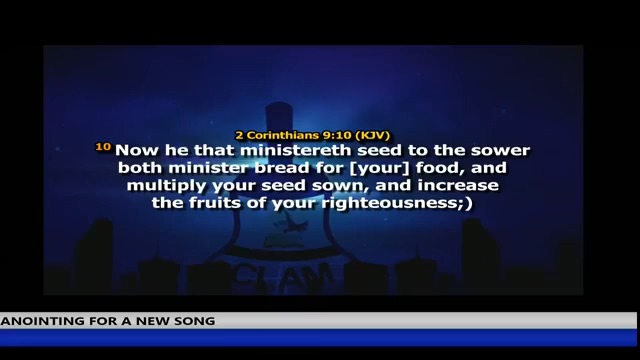 2 Corinthians 9:10 (KJV)
10 Now he that ministereth seed to the sower
both minister bread for [your] food, and
multiply your seed sown, and increase
the fruits of your righteousness;)
CLAM
ANOINTING FOR A NEW SONG